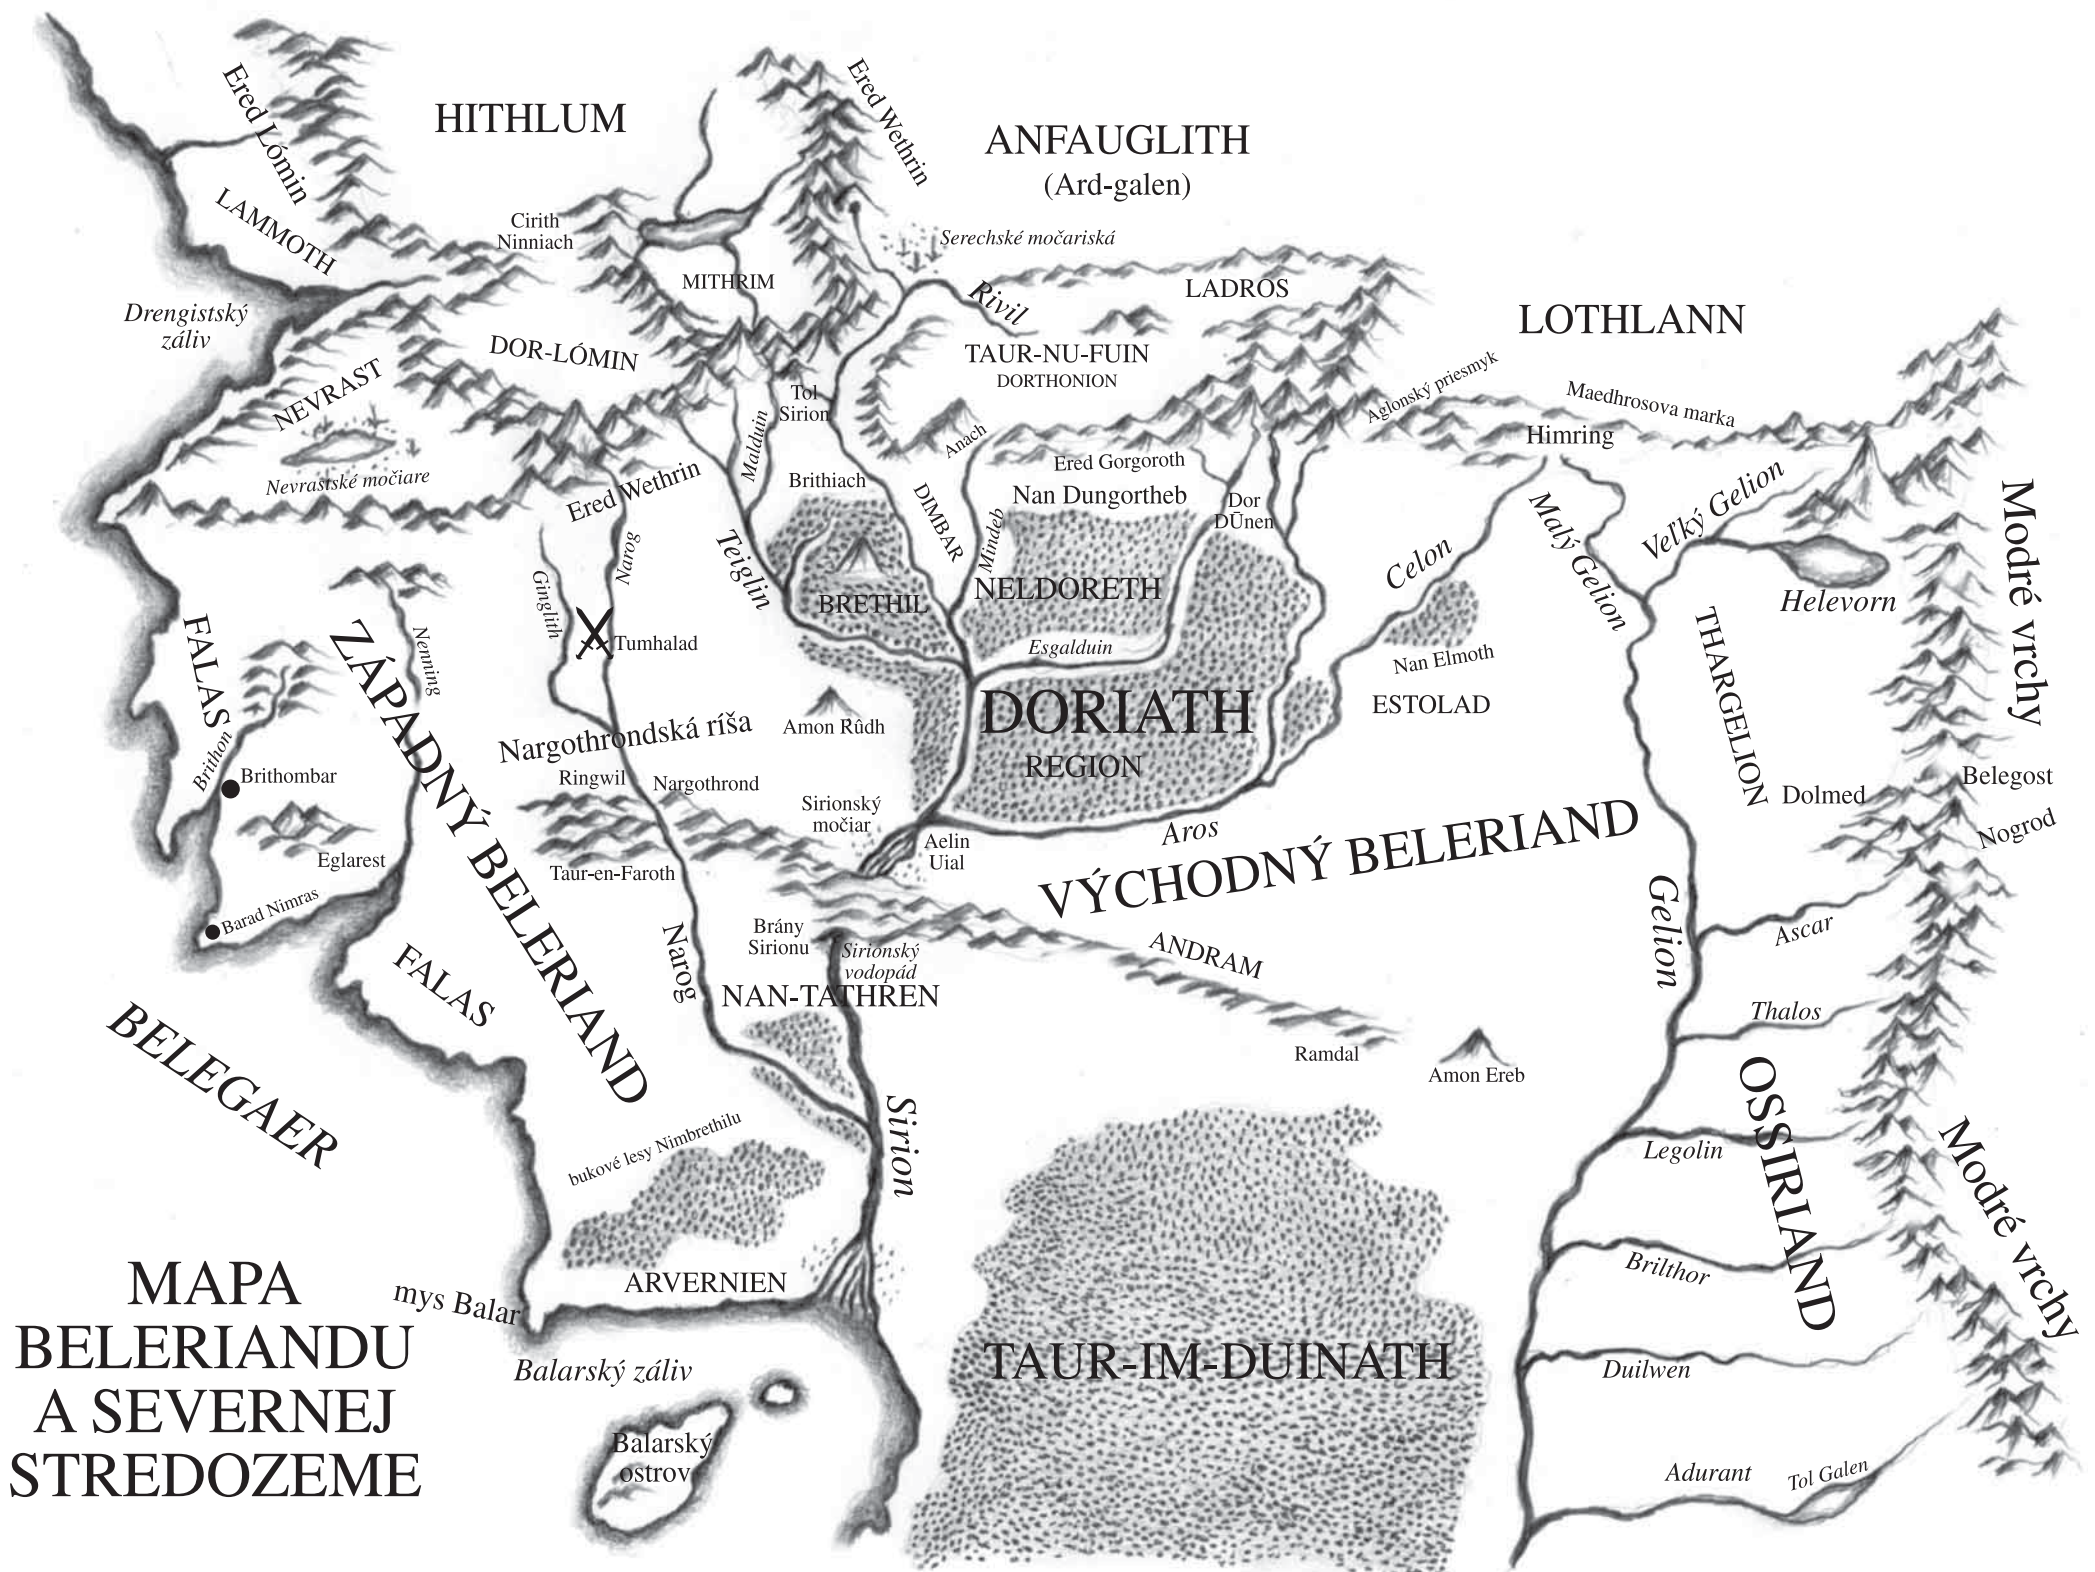 HITHLUM
Ered Wethrin
Ered Lómin
ANFAUGLITH
(Ard-galen)
LAMMOTH
Cirith
Ninniach
Serechské močariská
MITHRIM
Rivil
LADROS
Drengistský
záliv
DOR-LÓMIN
LOTHLANN
TAUR-NU-FUIN
DORTHONION
NEVRAST
Tol
Sirion
Aglonský priesmyk
Maedhrosova marka
Malduin
Anach
Himring
Nevrastské močiare
Ered Wethrin
Brithiach
Ered Gorgoroth
Nan Dungortheb
DIMBAR
Mindeb
Dor
DŪnen
Malý Gelion
Veľký Gelion
Modré vrchy
Teiglin
Narog
Ginglith
Celon
NELDORETH
BRETHIL
Helevorn
FALAS
Nenning
Tumhalad
Esgalduin
Nan Elmoth
THARGELION
ZÁPADNÝ BELERIAND
DORIATH
REGION
ESTOLAD
Amon Rûdh
Nargothrondská ríša
Brithon
Brithombar
Ringwil
Nargothrond
Sirionský
močiar
Belegost
Dolmed
Nogrod
Aelin
Uial
Aros
VÝCHODNÝ BELERIAND
Eglarest
Taur-en-Faroth
Barad Nimras
Gelion
Ascar
Brány
Sirionu
Sirionský
vodopád
ANDRAM
Narog
FALAS
NAN-TATHREN
Thalos
BELEGAER
Ramdal
Amon Ereb
OSSIRIAND
bukové lesy Nimbrethilu
Sirion
Legolin
Modré vrchy
Brilthor
ARVERNIEN
mys Balar
MAPA
BELERIANDU
A SEVERNEJ
STREDOZEME
Balarský záliv
TAUR-IM-DUINATH
Duilwen
Balarský
ostrov
Adurant
Tol Galen